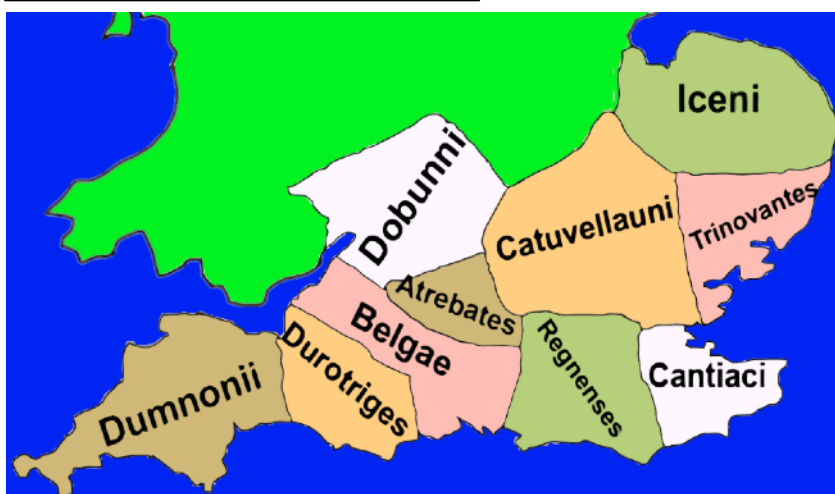 Iceni
Dobunni
Catuvellauni
Trinovantes
Atrebates
Belgae
Regnenses
Cantiaci
Durotriges
Dumnonii